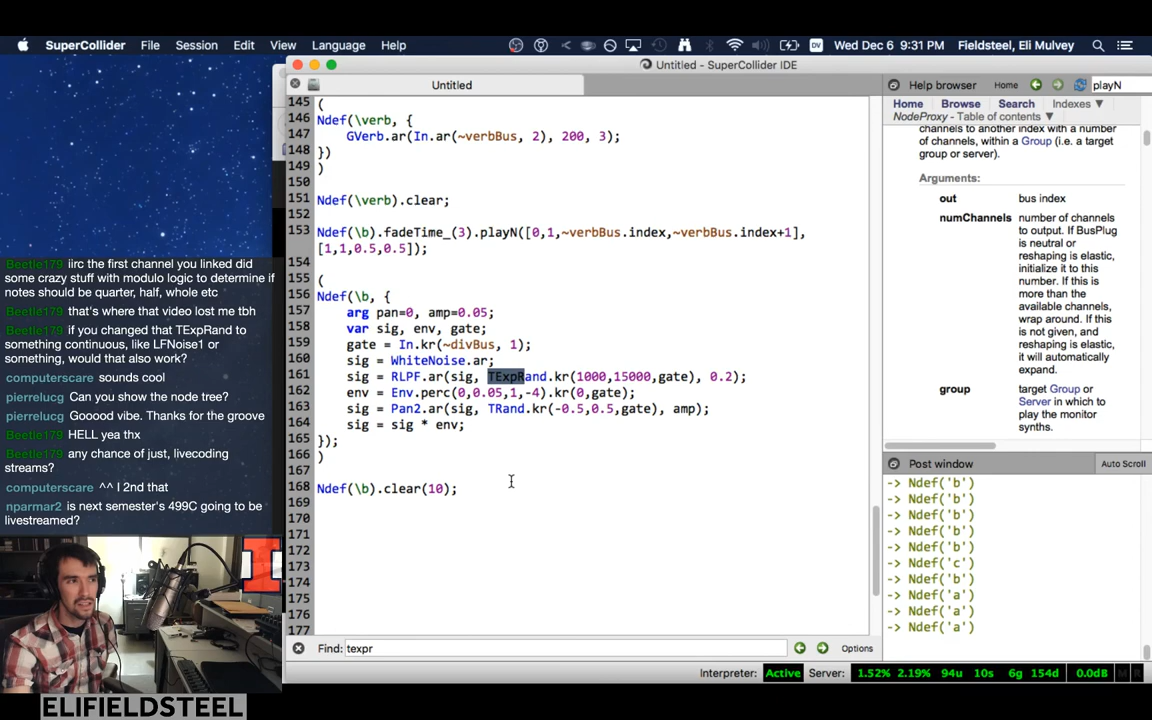 SuperCollider File Session Edit View Language Help
DV Wed Dec 6 9:31 PM Fieldsteel, Eli Mulvey
Untitled - SuperCollider IDE
Untitled
145 (
146 Ndef(\verb, {
147 GVerb.ar(In.ar(~verbBus, 2), 200, 3);
148 })
149 )
150
151 Ndef(\verb).clear;
152
153 Ndef(\b).fadeTime_(3).playN([0,1,~verbBus.index,~verbBus.index+1],
[1,1,0.5,0.5]);
154
155 (
156 Ndef(\b, {
157 arg pan=0, amp=0.05;
158 var sig, env, gate;
159 gate = In.kr(~divBus, 1);
160 sig = WhiteNoise.ar;
161 sig = RLPF.ar(sig, TExpRand.kr(1000,15000,gate), 0.2);
162 env = Env.perc(0,0.05,1,-4).kr(0,gate);
163 sig = Pan2.ar(sig, TRand.kr(-0.5,0.5,gate), amp);
164 sig = sig * env;
165 });
166 )
167
168 Ndef(\b).clear(10);
169
170
171
172
173
174
175
176
177
Find: texpr
Options
Interpreter: Active Server: 1.52% 2.19% 94u 10s 6g 154d 0.0dB M R
Help browser Home playN
Home Browse Search Indexes ▼
NodeProxy - Table of contents ▼
channels to another index with a number
of channels, within a Group (i.e. a target
group or server).
Arguments:
out bus index
numChannels number of channels
to output. If BusPlug
is neutral or
reshaping is elastic,
initialize it to this
number. If this is
more than the
available channels,
wrap around. If this
is not given, and
reshaping is elastic,
it will automatically
expand.
group target Group or
Server in which to
play the monitor
synths.
Post window Auto Scroll
-> Ndef('b')
-> Ndef('b')
-> Ndef('b')
-> Ndef('b')
-> Ndef('b')
-> Ndef('c')
-> Ndef('b')
-> Ndef('a')
-> Ndef('a')
-> Ndef('a')
Beetle179 iirc the first channel you linked did
some crazy stuff with modulo logic to determine if
notes should be quarter, half, whole etc
Beetle179 that's where that video lost me tbh
Beetle179 if you changed that TExpRand to
something continuous, like LFNoise1 or
something, would that also work?
computerscare sounds cool
pierrelucg Can you show the node tree?
pierrelucg Gooood vibe. Thanks for the groove
Beetle179 HELL yea thx
Beetle179 any chance of just, livecoding
streams?
computerscare ^^ I 2nd that
nparmar2 is next semester's 499C going to be
livestreamed?
ELIFIELDSTEEL